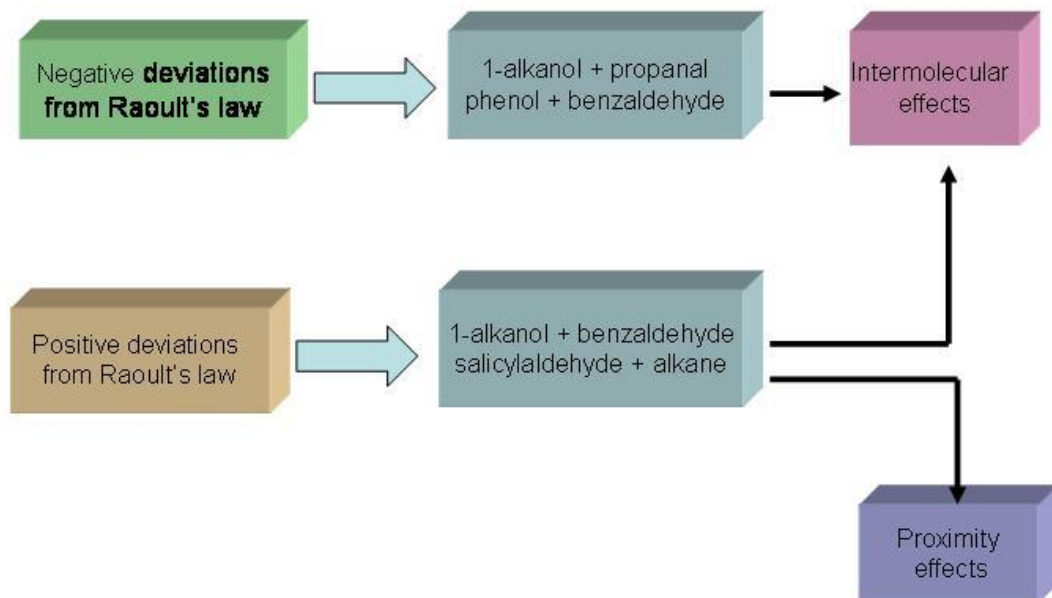 Negative deviations
from Raoult's law
1-alkanol + propanal
phenol + benzaldehyde
Intermolecular
effects
Positive deviations
from Raoult's law
1-alkanol + benzaldehyde
salicylaldehyde + alkane
Proximity
effects